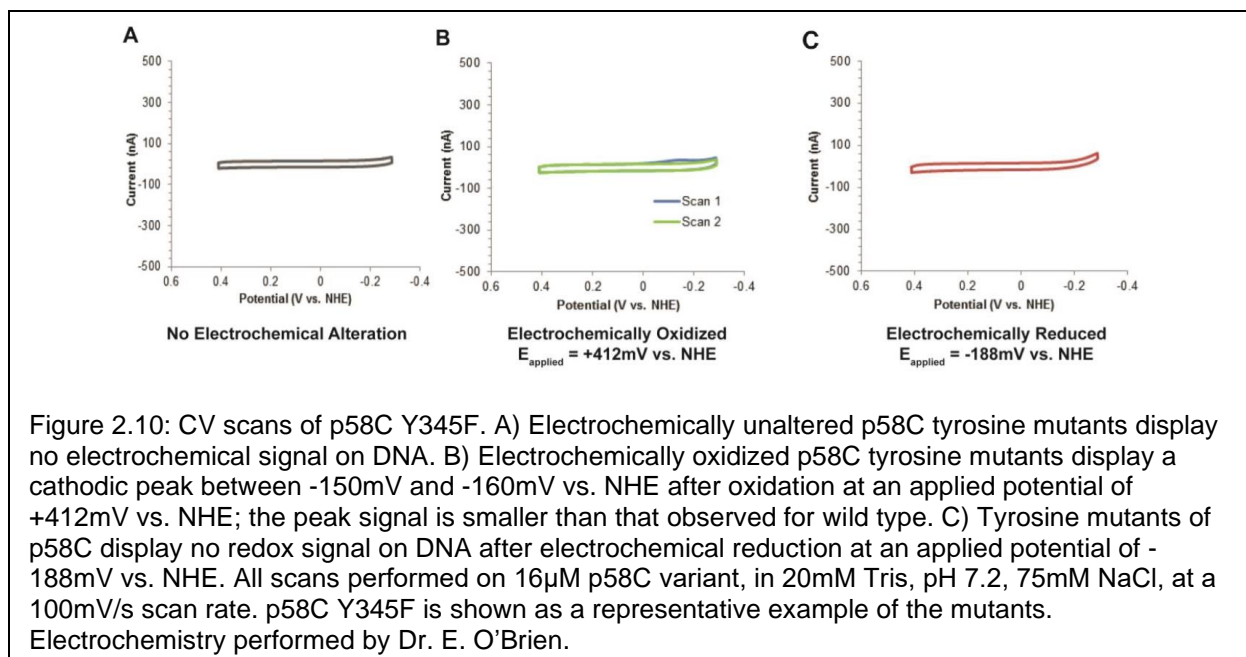 A
B
C
500
300
100
-100
-300
-500
Current (nA)
0.6 0.4 0.2 0 -0.2 -0.4
Potential (V vs. NHE)
No Electrochemical Alteration
500
300
100
-100
-300
-500
Current (nA)
Scan 1
Scan 2
0.6 0.4 0.2 0 -0.2 -0.4
Potential (V vs. NHE)
Electrochemically Oxidized
Eapplied = +412mV vs. NHE
500
300
100
-100
-300
-500
Current (nA)
0.6 0.4 0.2 0 -0.2 -0.4
Potential (V vs. NHE)
Electrochemically Reduced
Eapplied = -188mV vs. NHE
Figure 2.10: CV scans of p58C Y345F. A) Electrochemically unaltered p58C tyrosine mutants display
no electrochemical signal on DNA. B) Electrochemically oxidized p58C tyrosine mutants display a
cathodic peak between -150mV and -160mV vs. NHE after oxidation at an applied potential of
+412mV vs. NHE; the peak signal is smaller than that observed for wild type. C) Tyrosine mutants of
p58C display no redox signal on DNA after electrochemical reduction at an applied potential of -
188mV vs. NHE. All scans performed on 16µM p58C variant, in 20mM Tris, pH 7.2, 75mM NaCl, at a
100mV/s scan rate. p58C Y345F is shown as a representative example of the mutants.
Electrochemistry performed by Dr. E. O’Brien.